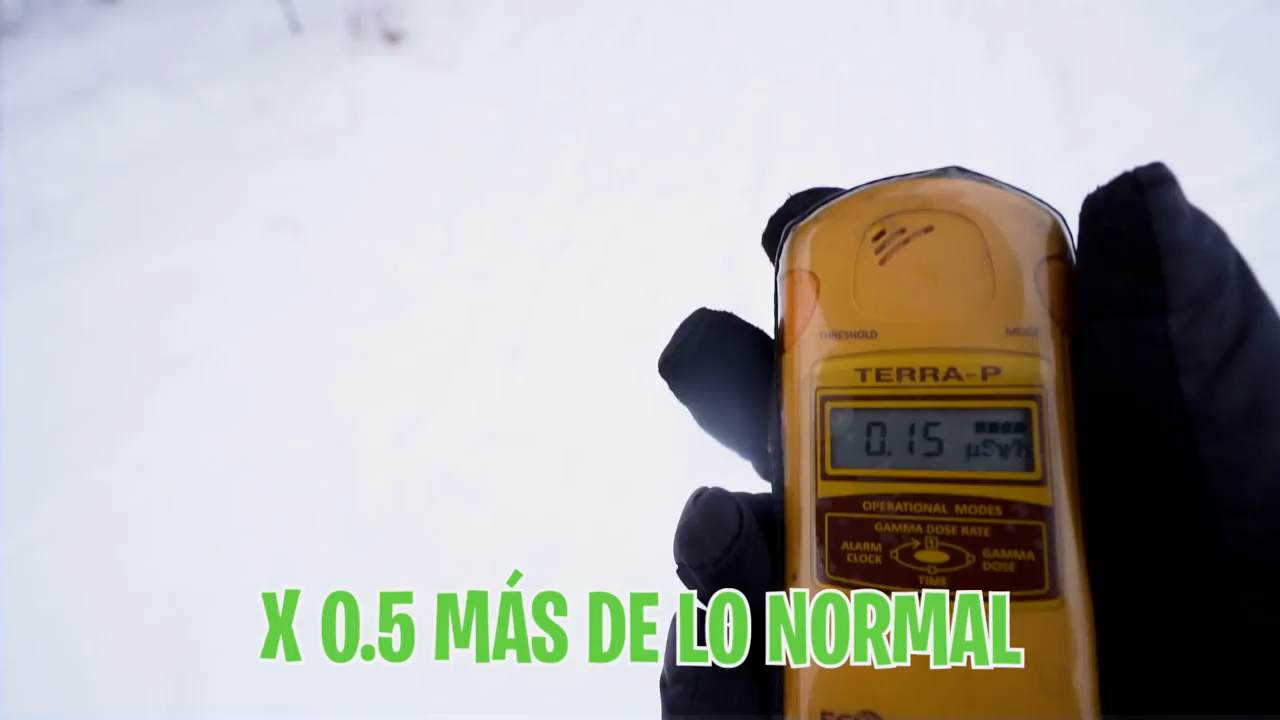 THRESHOLD MODE
TERRA-P
0.15 µSv/h
OPERATIONAL MODES
GAMMA DOSE RATE
ALARM CLOCK
GAMMA DOSE
TIME
X 0.5 MÁS DE LO NORMAL